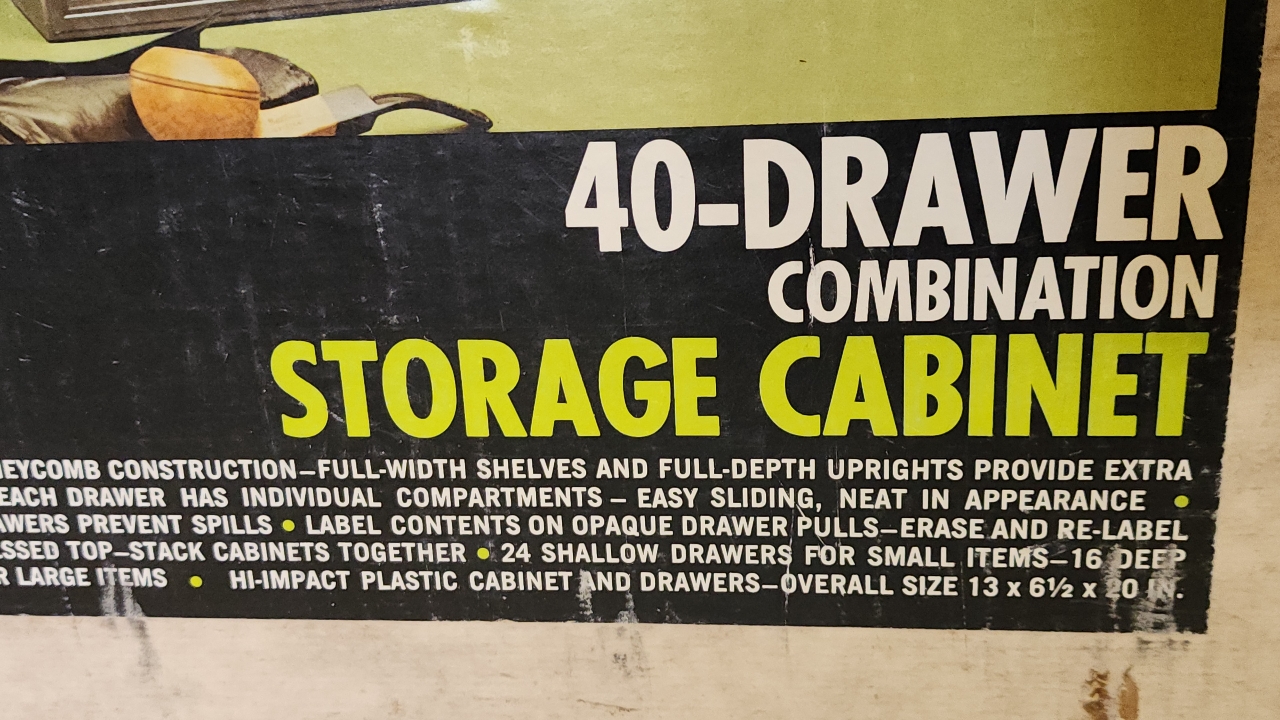 40-DRAWER
COMBINATION
STORAGE CABINET
CONSTRUCTION–FULL-WIDTH SHELVES AND FULL-DEPTH UPRIGHTS PROVIDE EXTRA
EACH DRAWER HAS INDIVIDUAL COMPARTMENTS – EASY SLIDING, NEAT IN APPEARANCE •
PREVENT SPILLS • LABEL CONTENTS ON OPAQUE DRAWER PULLS–ERASE AND RE-LABEL
TOP–STACK CABINETS TOGETHER • 24 SHALLOW DRAWERS FOR SMALL ITEMS–16 DEEP
LARGE ITEMS • HI-IMPACT PLASTIC CABINET AND DRAWERS–OVERALL SIZE 13 x 6½ x 20 IN.